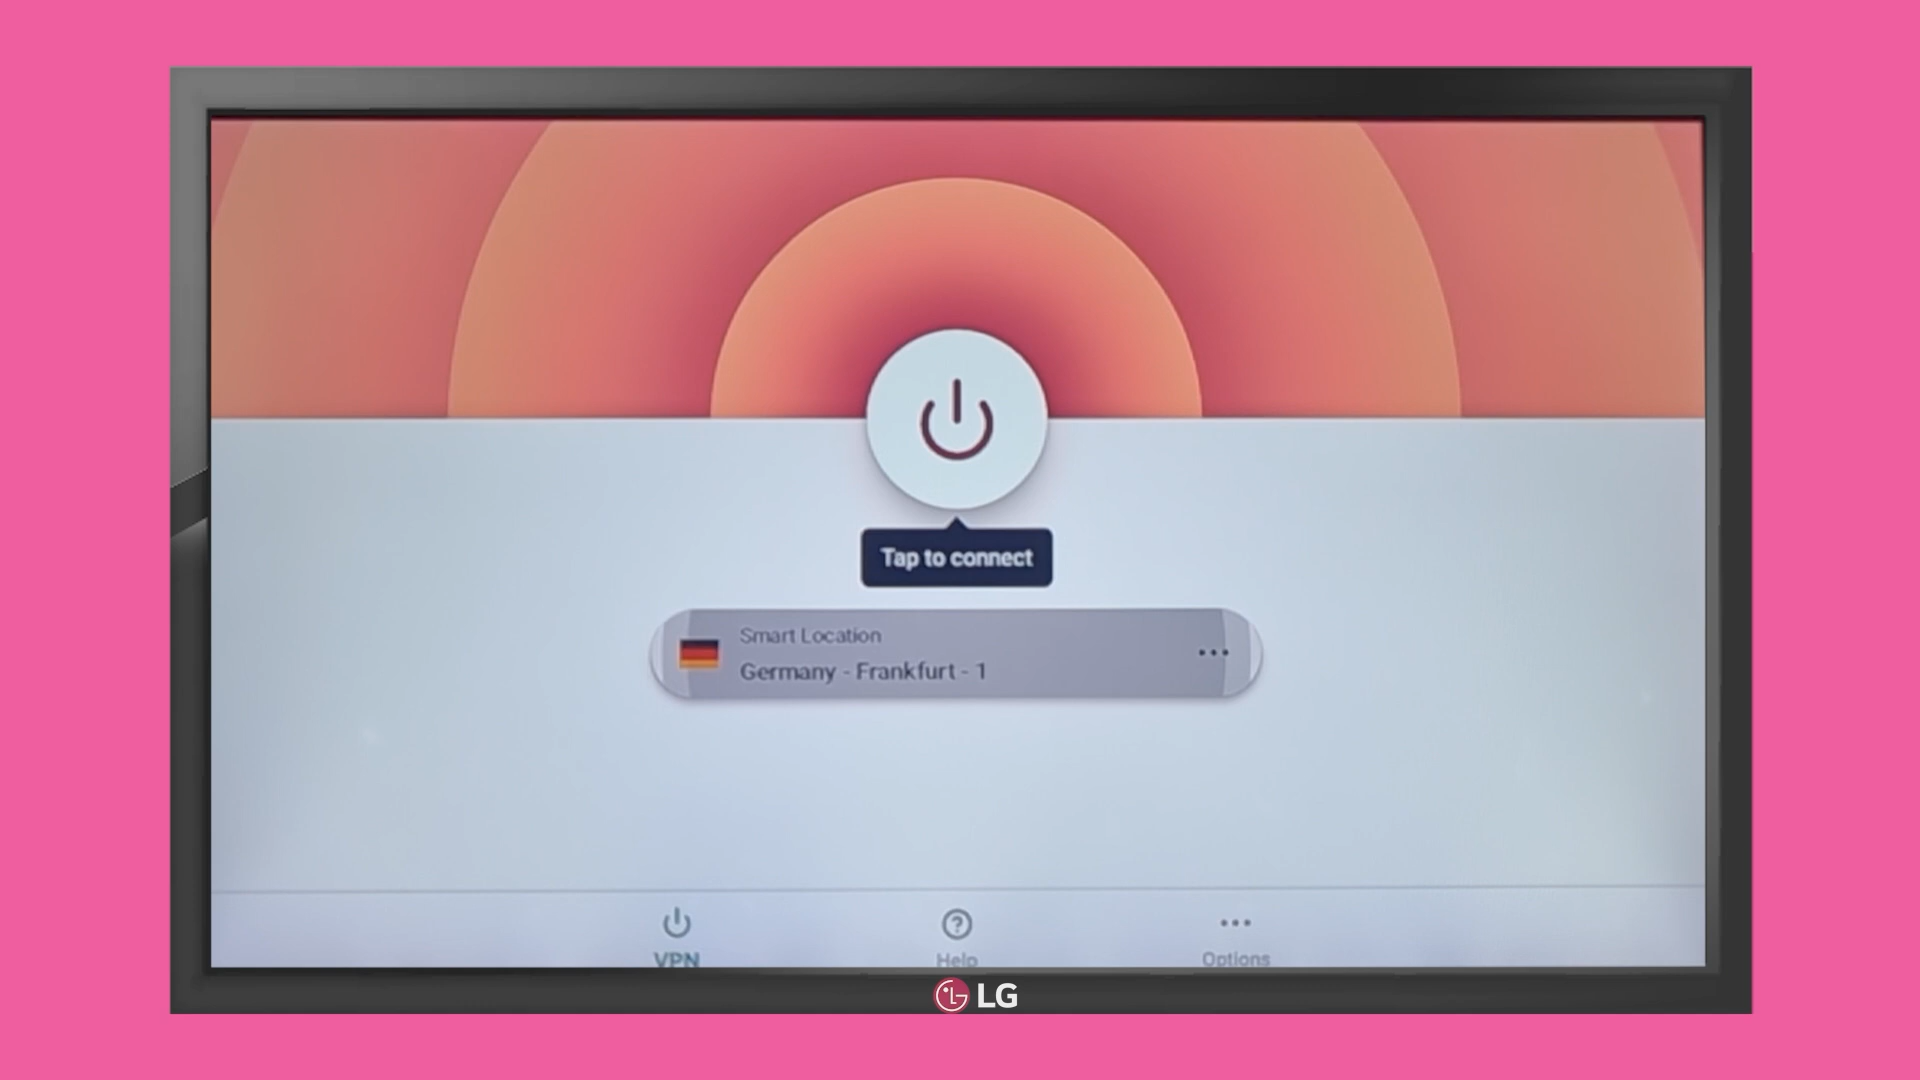 Tap to connect
Smart Location
Germany - Frankfurt - 1
VPN
Help
Options
LG